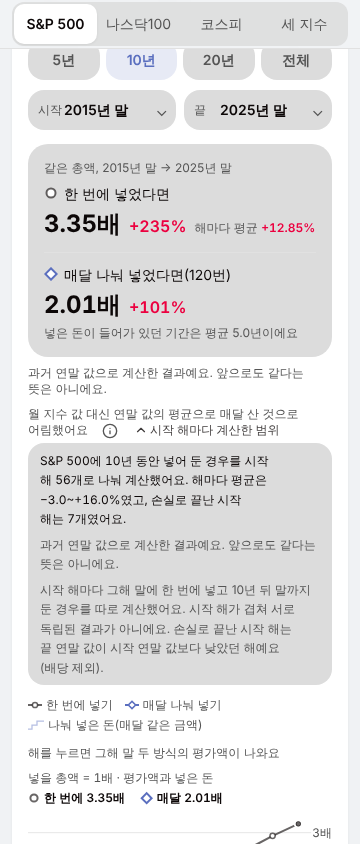 S&P 500 나스닥100 코스피 세 지수
5년 10년 20년 전체
시작 2015년 말 끝 2025년 말
같은 총액, 2015년 말 → 2025년 말
한 번에 넣었다면
3.35배 +235% 해마다 평균 +12.85%
매달 나눠 넣었다면(120번)
2.01배 +101%
넣은 돈이 들어가 있던 기간은 평균 5.0년이에요
과거 연말 값으로 계산한 결과예요. 앞으로도 같다는
뜻은 아니에요.
월 지수 값 대신 연말 값의 평균으로 매달 산 것으로
어림했어요 ⓘ 시작 해마다 계산한 범위
S&P 500에 10년 동안 넣어 둔 경우를 시작
해 56개로 나눠 계산했어요. 해마다 평균은
−3.0~+16.0%였고, 손실로 끝난 시작
해는 7개였어요.
과거 연말 값으로 계산한 결과예요. 앞으로도 같다는
뜻은 아니에요.
시작 해마다 그해 말에 한 번에 넣고 10년 뒤 말까지
둔 경우를 따로 계산했어요. 시작 해가 겹쳐 서로
독립된 결과가 아니에요. 손실로 끝난 시작 해는
끝 연말 값이 시작 연말 값보다 낮았던 해예요
(배당 제외).
한 번에 넣기 매달 나눠 넣기
나눠 넣은 돈(매달 같은 금액)
해를 누르면 그해 말 두 방식의 평가액이 나와요
넣을 총액 = 1배 · 평가액과 넣은 돈
한 번에 3.35배 매달 2.01배
3배